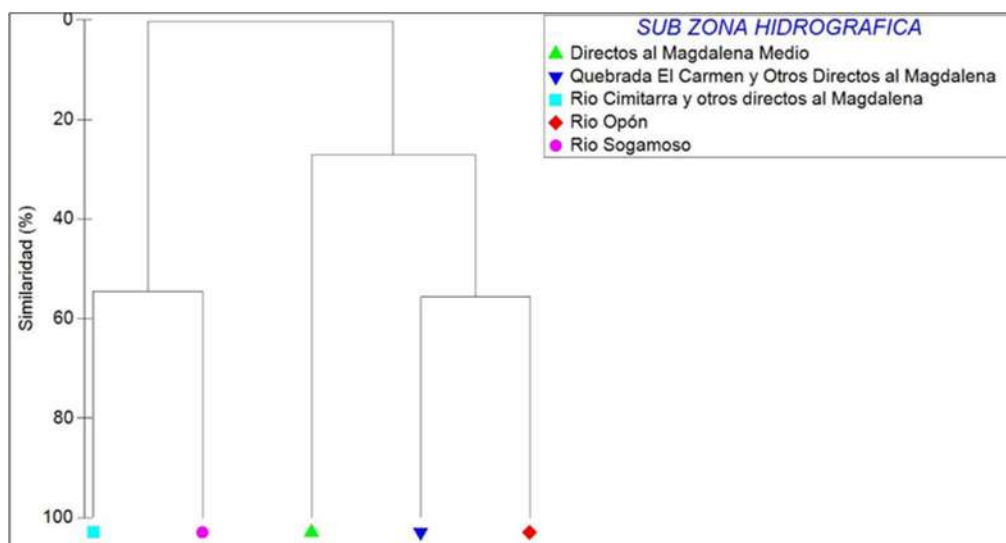 SUB ZONA HIDROGRAFICA
Directos al Magdalena Medio
Quebrada El Carmen y Otros Directos al Magdalena
Rio Cimitarra y otros directos al Magdalena
Rio Opón
Rio Sogamoso
Similaridad (%)
0
20
40
60
80
100